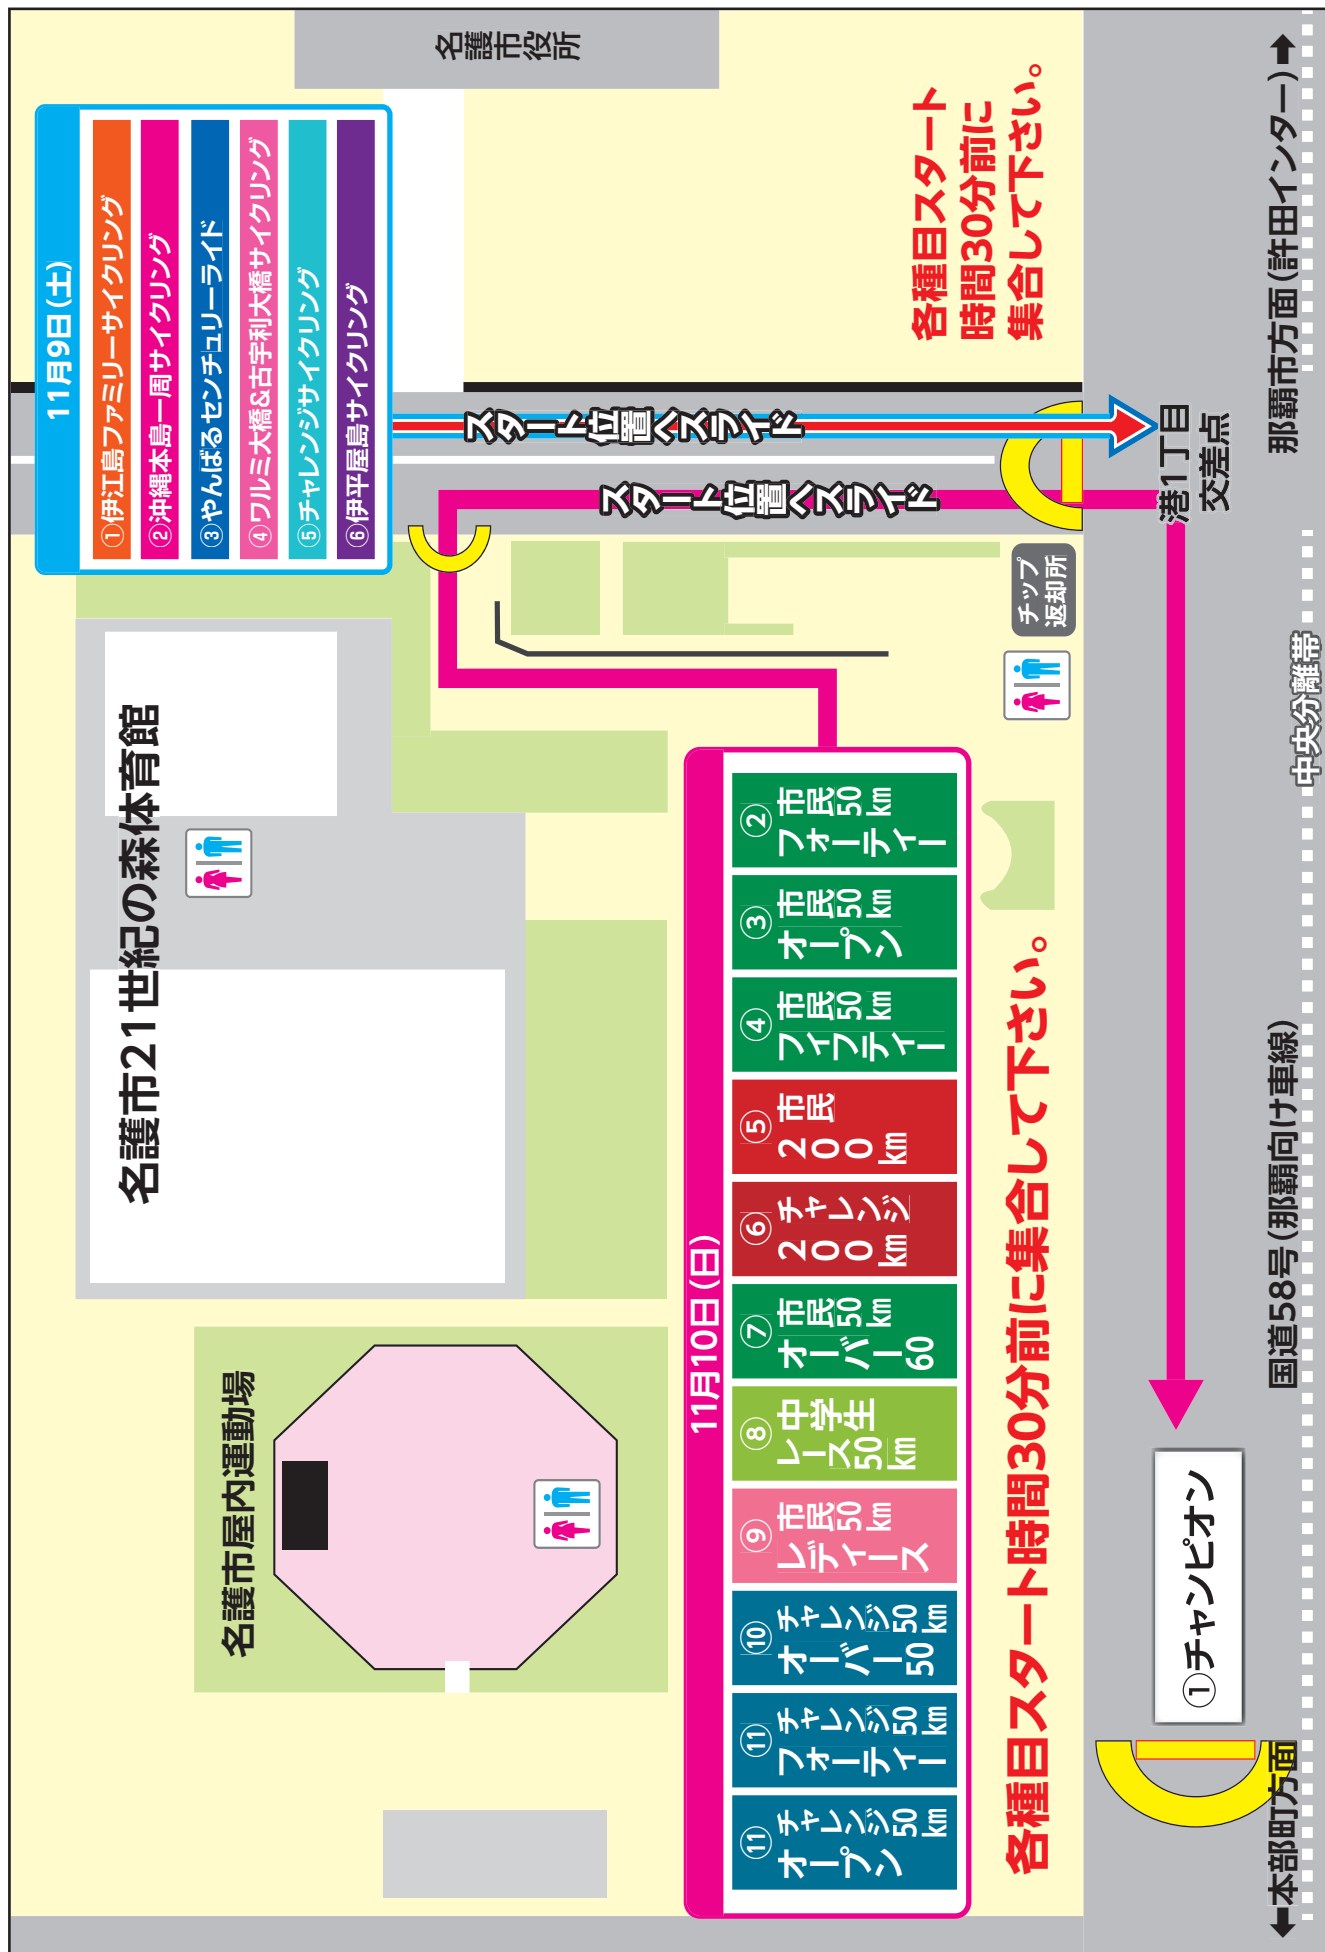 名護市役所
11月9日(土)
①伊江島ファミリーサイクリング
②沖縄本島一周サイクリング
③やんばるセンチュリーライド
④ワルミ大橋&古宇利大橋サイクリング
⑤チャレンジサイクリング
⑥伊平屋島サイクリング
各種目スタート
時間30分前に
集合して下さい。
那覇市方面(許田インター)➡
スタート位置へスライド
スタート位置へスライド
港1丁目
交差点
チップ
返却所
中央分離帯
名護市21世紀の森体育館
名護市屋内運動場
11月10日(日)
②
市民50km
フォーティー
③
市民50km
オープン
④
市民50km
フィフティー
⑤
市民
200km
⑥
チャレンジ
200km
⑦
市民50km
オーバー60
⑧
中学生
レース50km
⑨
市民50km
レディース
⑩
チャレンジ50km
オーバー50
⑪
チャレンジ50km
フォーティー
⑪
チャレンジ50km
オープン
各種目スタート時間30分前に集合して下さい。
①チャンピオン
国道58号(那覇向け車線)
⬅本部町方面